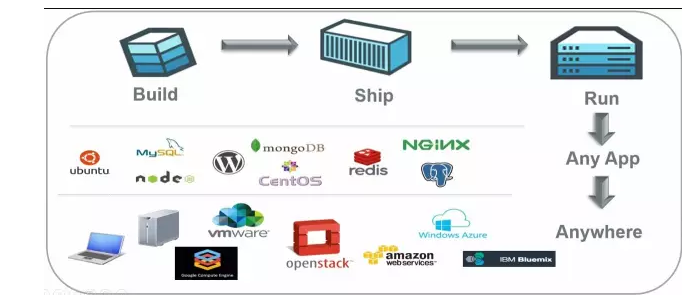 Build
Ship
Run
ubuntu
MySQL
node
mongoDB
CentOS
redis
NGINX
Any App
vmware
Google Compute Engine
openstack
amazon
web services
Windows Azure
IBM Bluemix
Anywhere